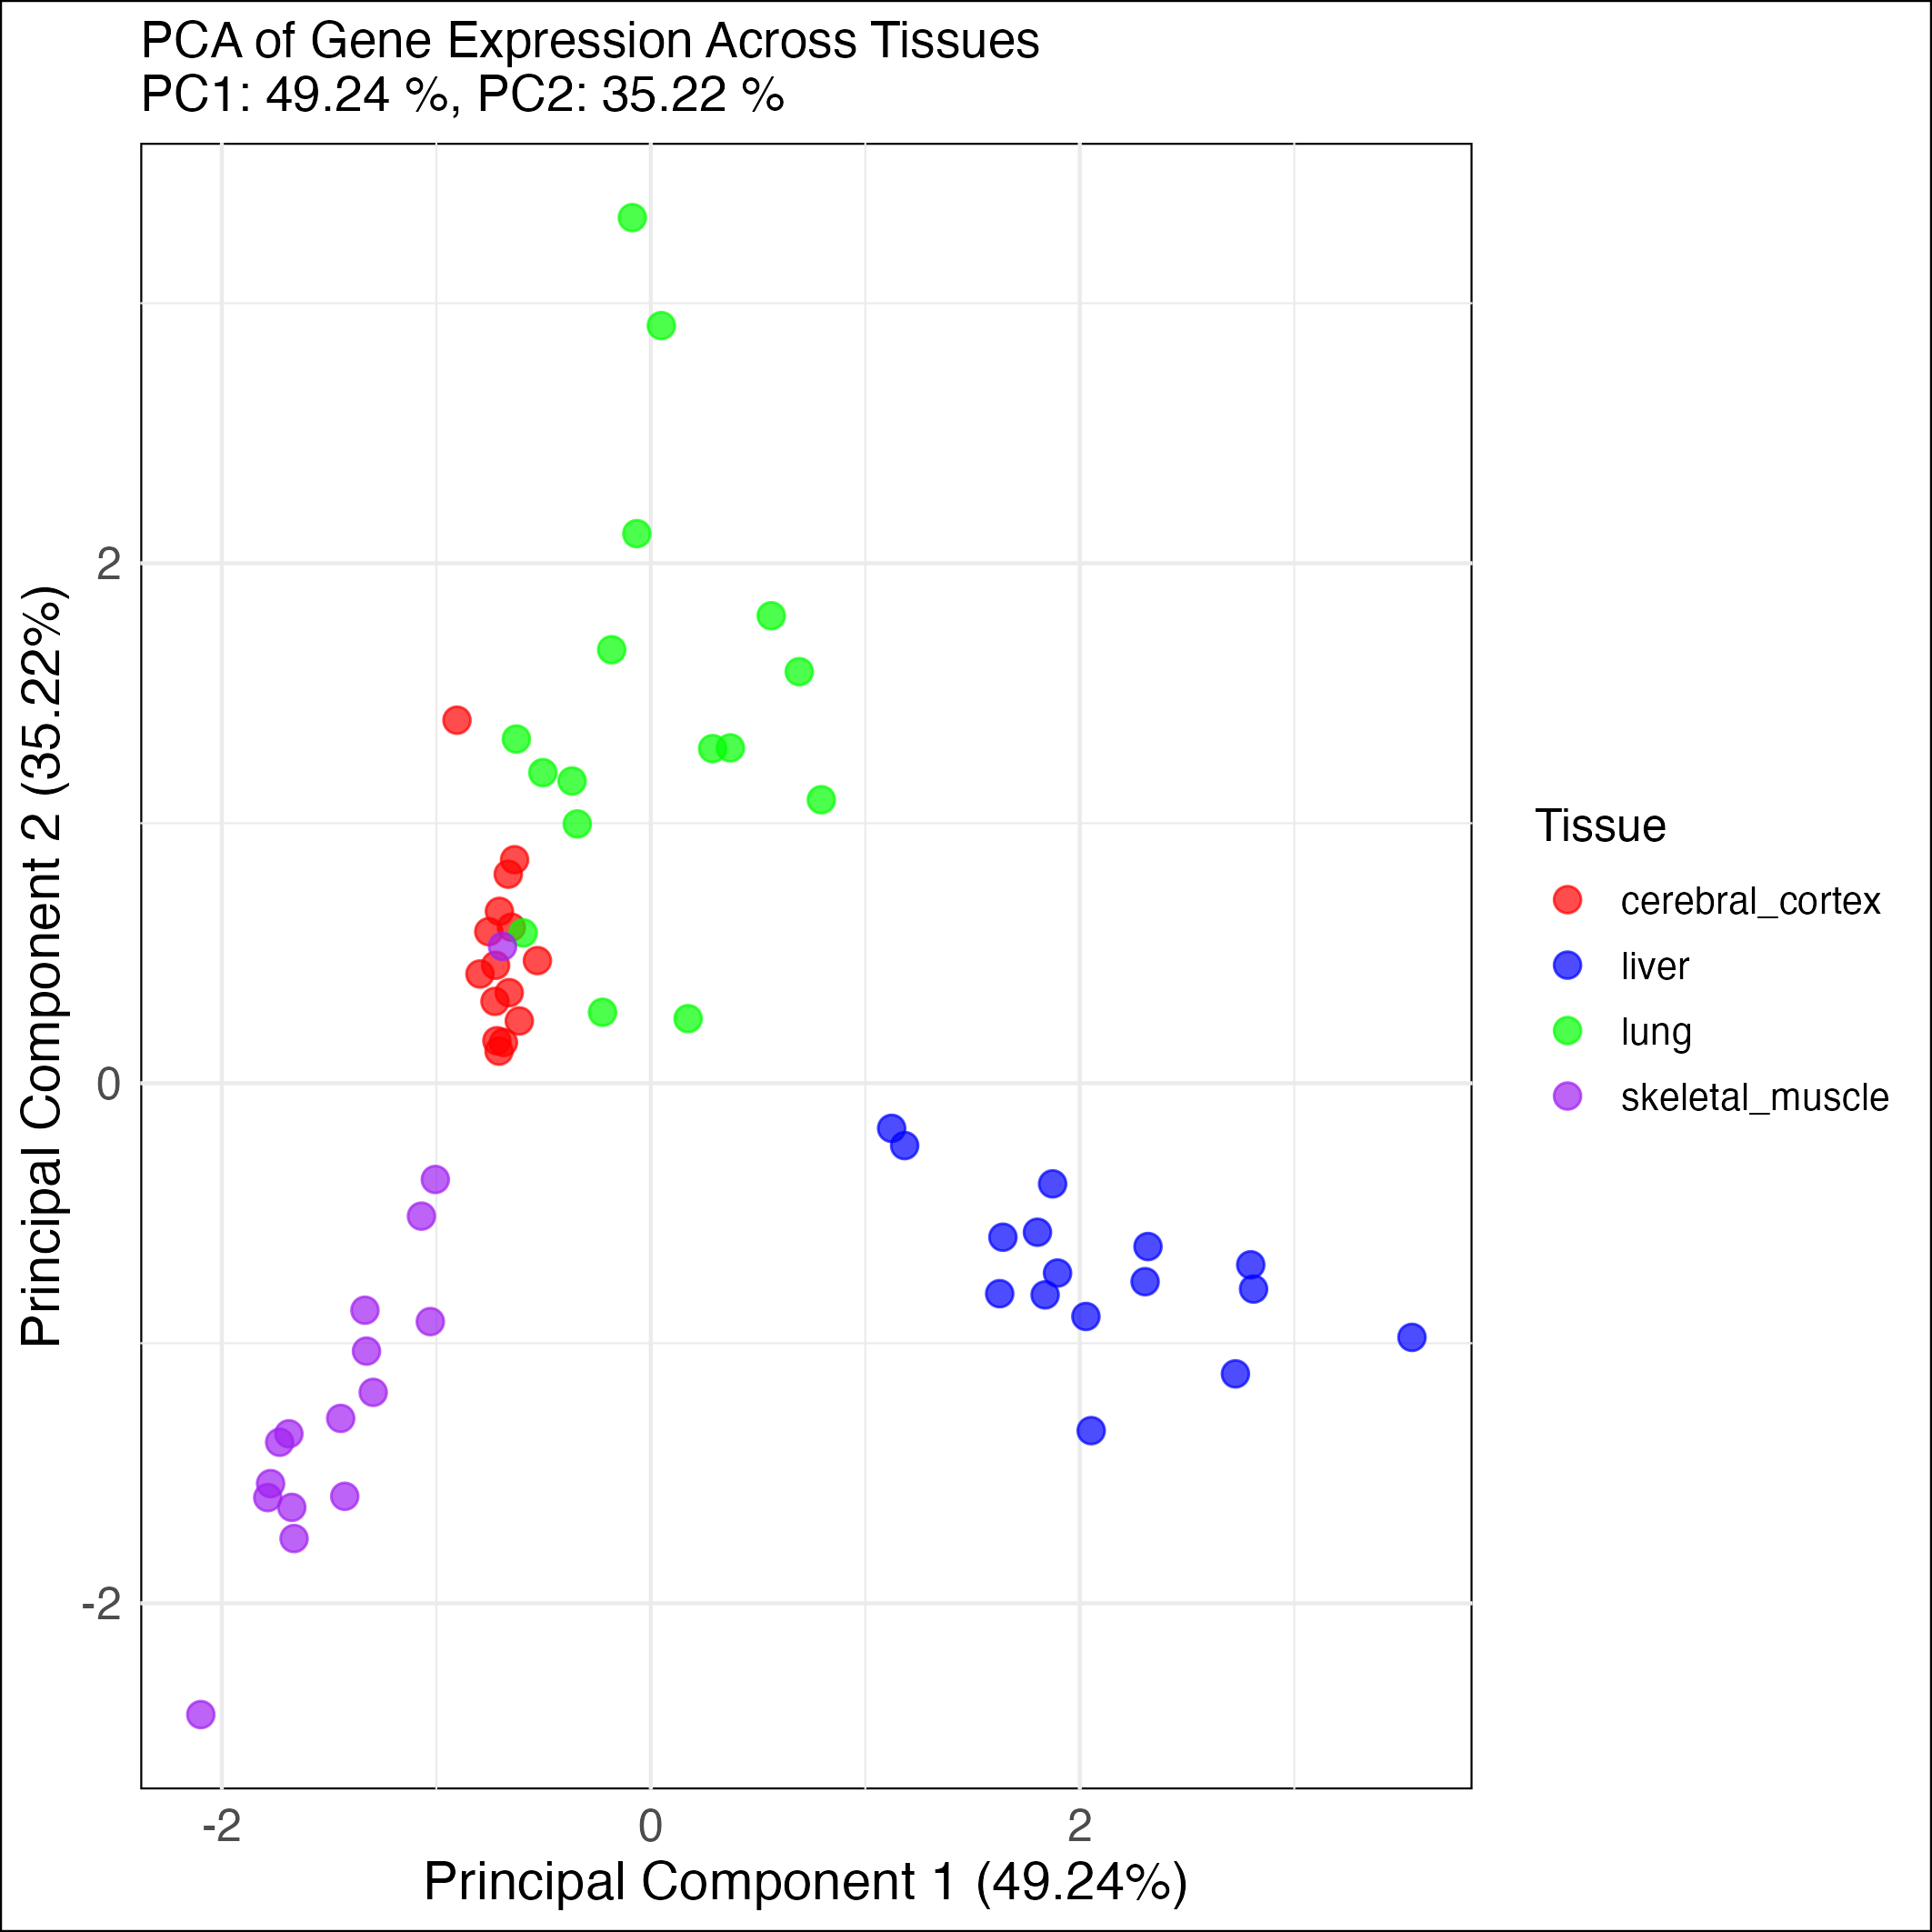 PCA of Gene Expression Across Tissues
PC1: 49.24 %, PC2: 35.22 %
Principal Component 2 (35.22%)
2
0
-2
-2
0
2
Principal Component 1 (49.24%)
Tissue
cerebral_cortex
liver
lung
skeletal_muscle